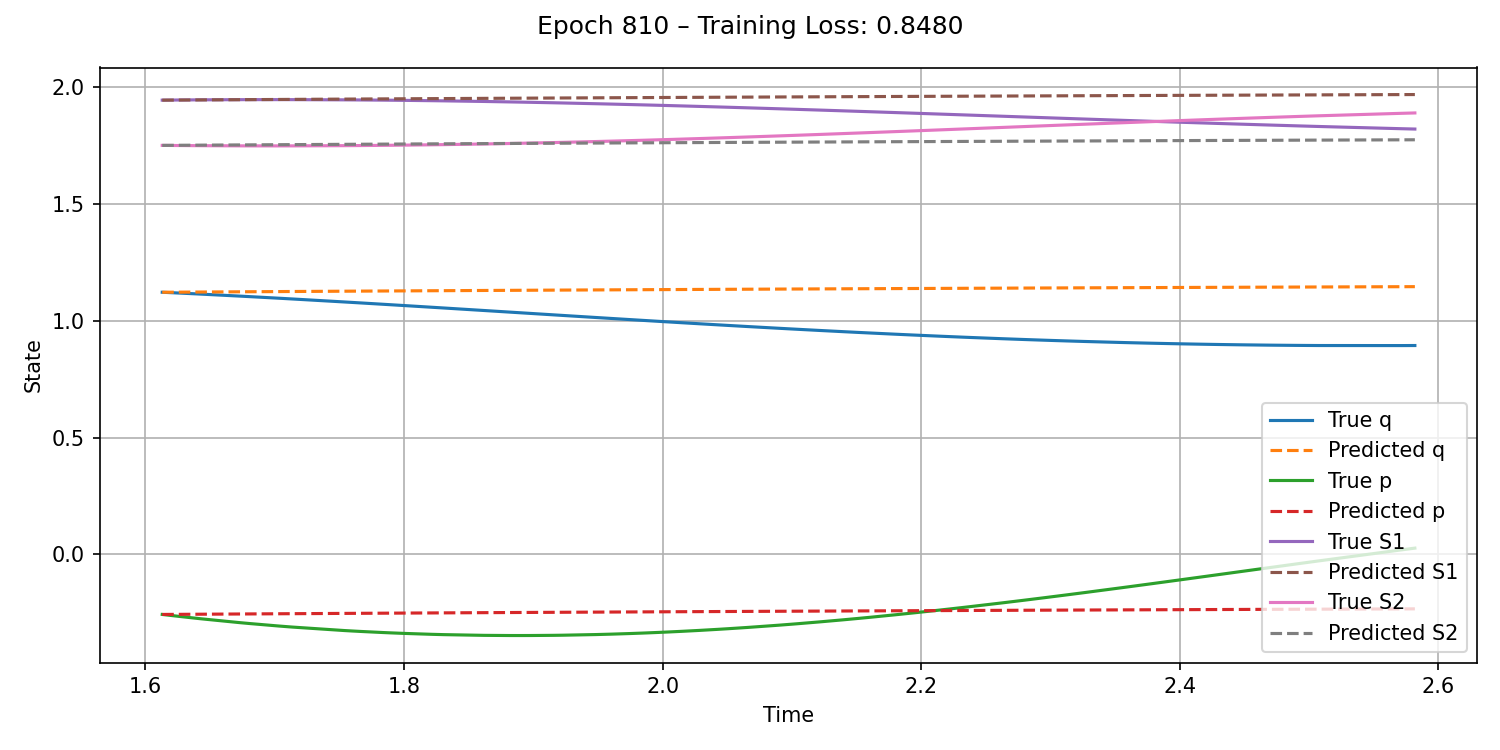 Epoch 810 – Training Loss: 0.8480
2.0
1.5
1.0
0.5
0.0
State
1.6
1.8
2.0
2.2
2.4
2.6
Time
True q
Predicted q
True p
Predicted p
True S1
Predicted S1
True S2
Predicted S2